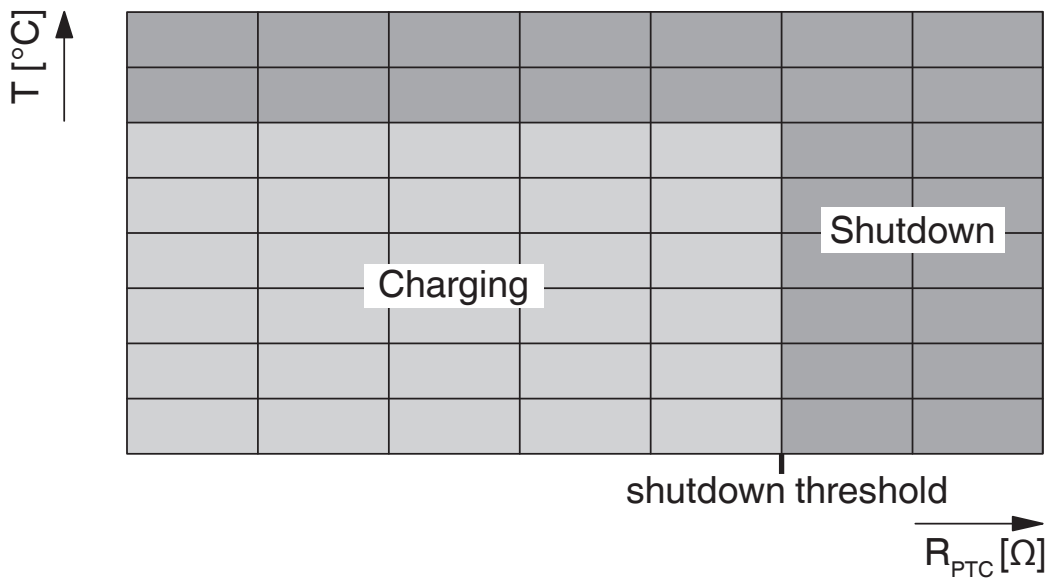 T [°C]
Shutdown
Charging
shutdown threshold
R_PTC [Ω]